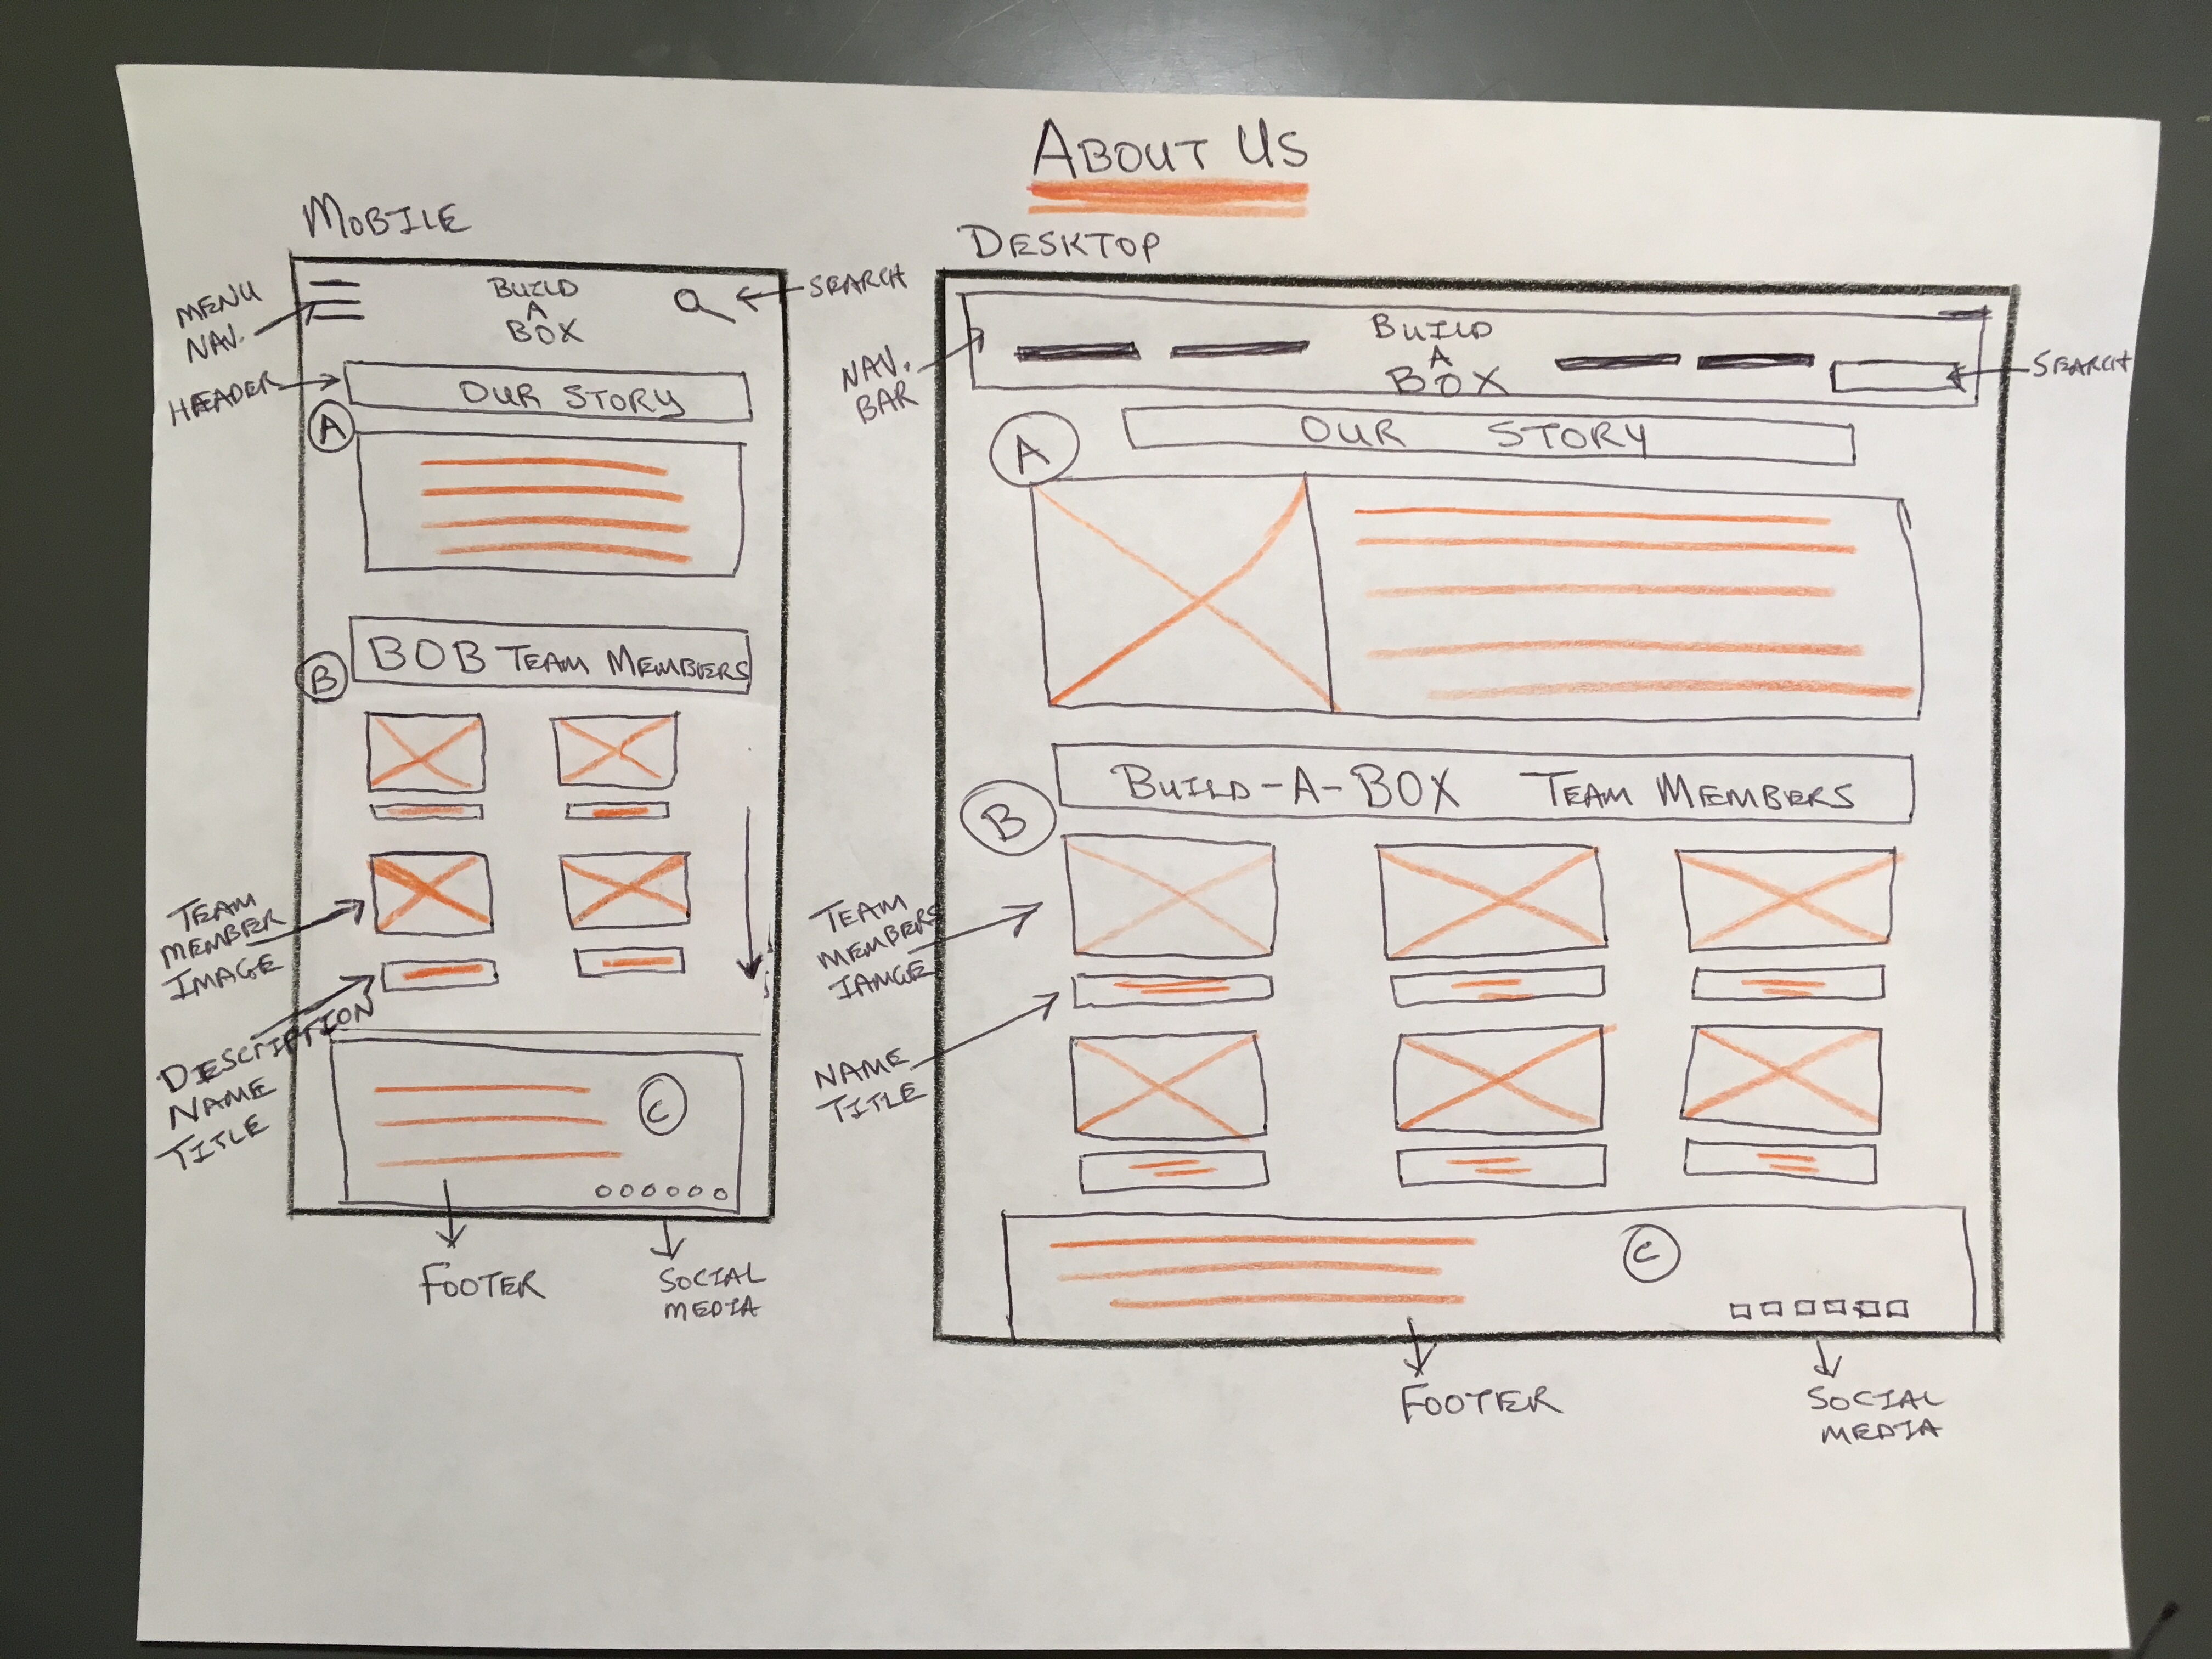 ABOUT US
MOBILE
MENU
NAV.
BUILD
A
BOX
SEARCH
HEADER
OUR STORY
A
BOB TEAM MEMBERS
B
TEAM
MEMBER
IMAGE
DESCRIPTION
NAME
TITLE
C
FOOTER
SOCIAL
MEDIA
DESKTOP
NAV.
BAR
BUILD
A
BOX
SEARCH
OUR STORY
A
BUILD-A-BOX TEAM MEMBERS
B
TEAM
MEMBERS
IAMGE
NAME
TITLE
C
FOOTER
SOCIAL
MEDIA